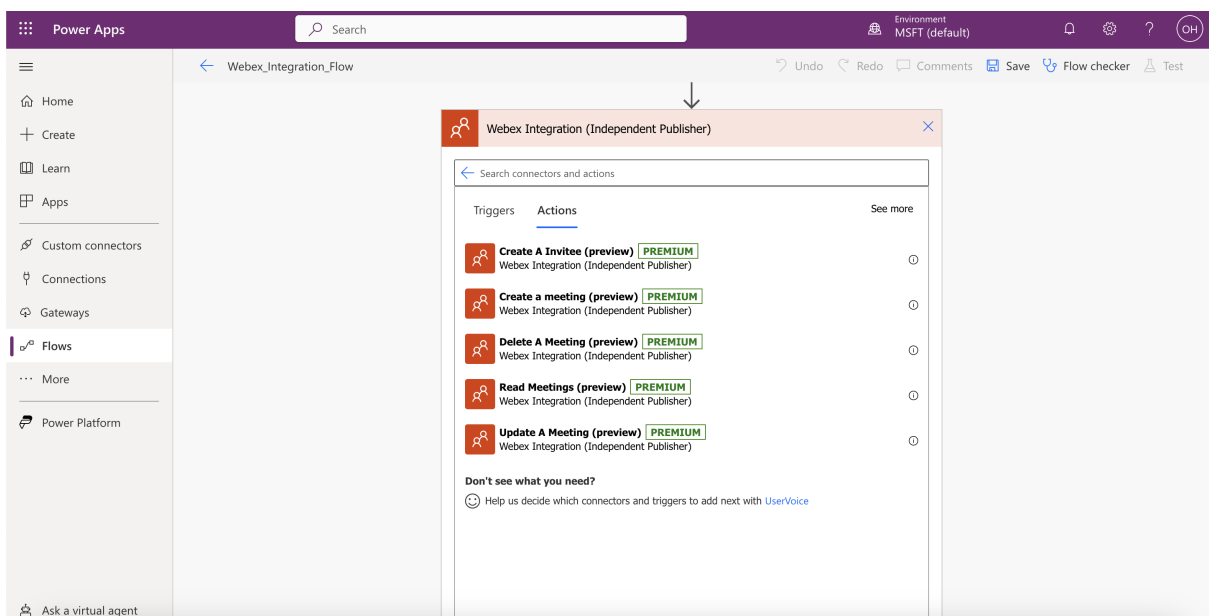 Power Apps
Search
Environment
MSFT (default)
?
OH
Webex_Integration_Flow
Undo
Redo
Comments
Save
Flow checker
Test
Home
Create
Learn
Apps
Custom connectors
Connections
Gateways
Flows
More
Power Platform
Ask a virtual agent
Webex Integration (Independent Publisher)
Search connectors and actions
Triggers
Actions
See more
Create A Invitee (preview) PREMIUM
Webex Integration (Independent Publisher)
Create a meeting (preview) PREMIUM
Webex Integration (Independent Publisher)
Delete A Meeting (preview) PREMIUM
Webex Integration (Independent Publisher)
Read Meetings (preview) PREMIUM
Webex Integration (Independent Publisher)
Update A Meeting (preview) PREMIUM
Webex Integration (Independent Publisher)
Don't see what you need?
Help us decide which connectors and triggers to add next with UserVoice